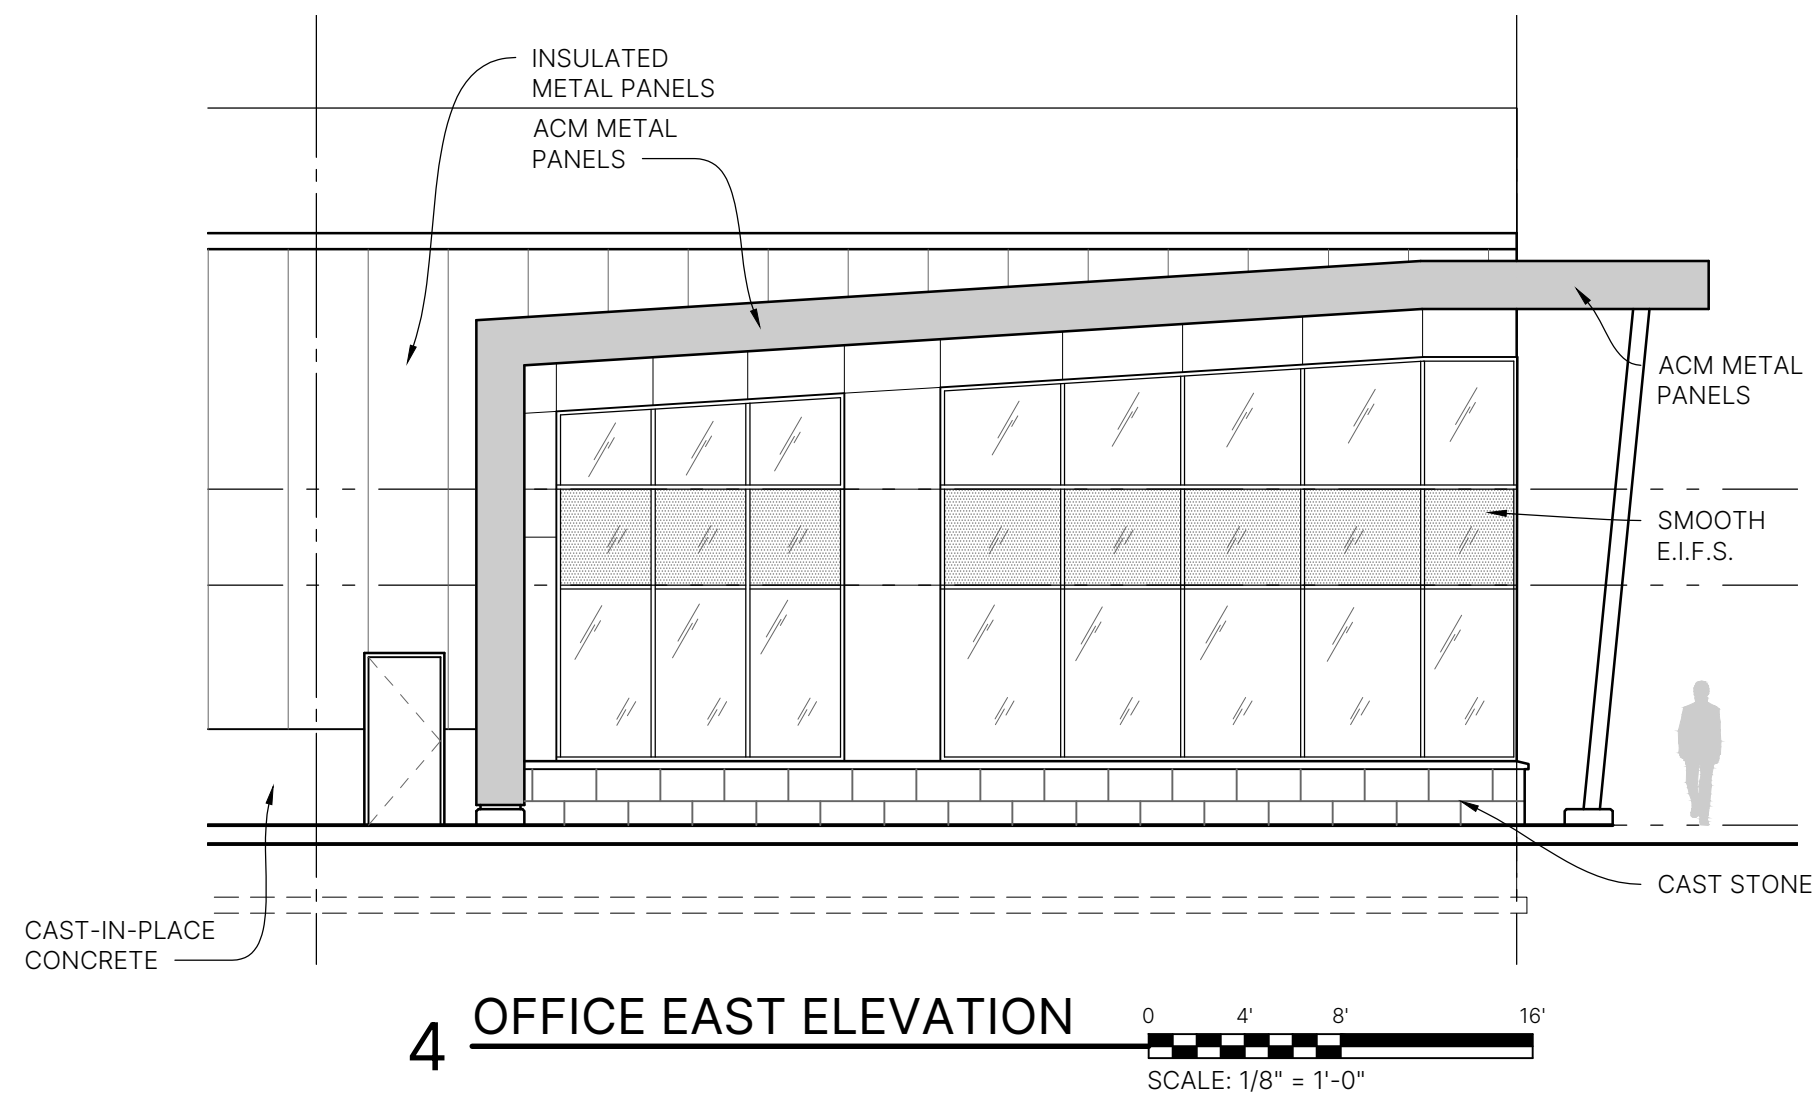 INSULATED
METAL PANELS
ACM METAL
PANELS
ACM METAL
PANELS
SMOOTH
E.I.F.S.
CAST STONE
CAST-IN-PLACE
CONCRETE
4 OFFICE EAST ELEVATION
0 4' 8' 16'
SCALE: 1/8" = 1'-0"